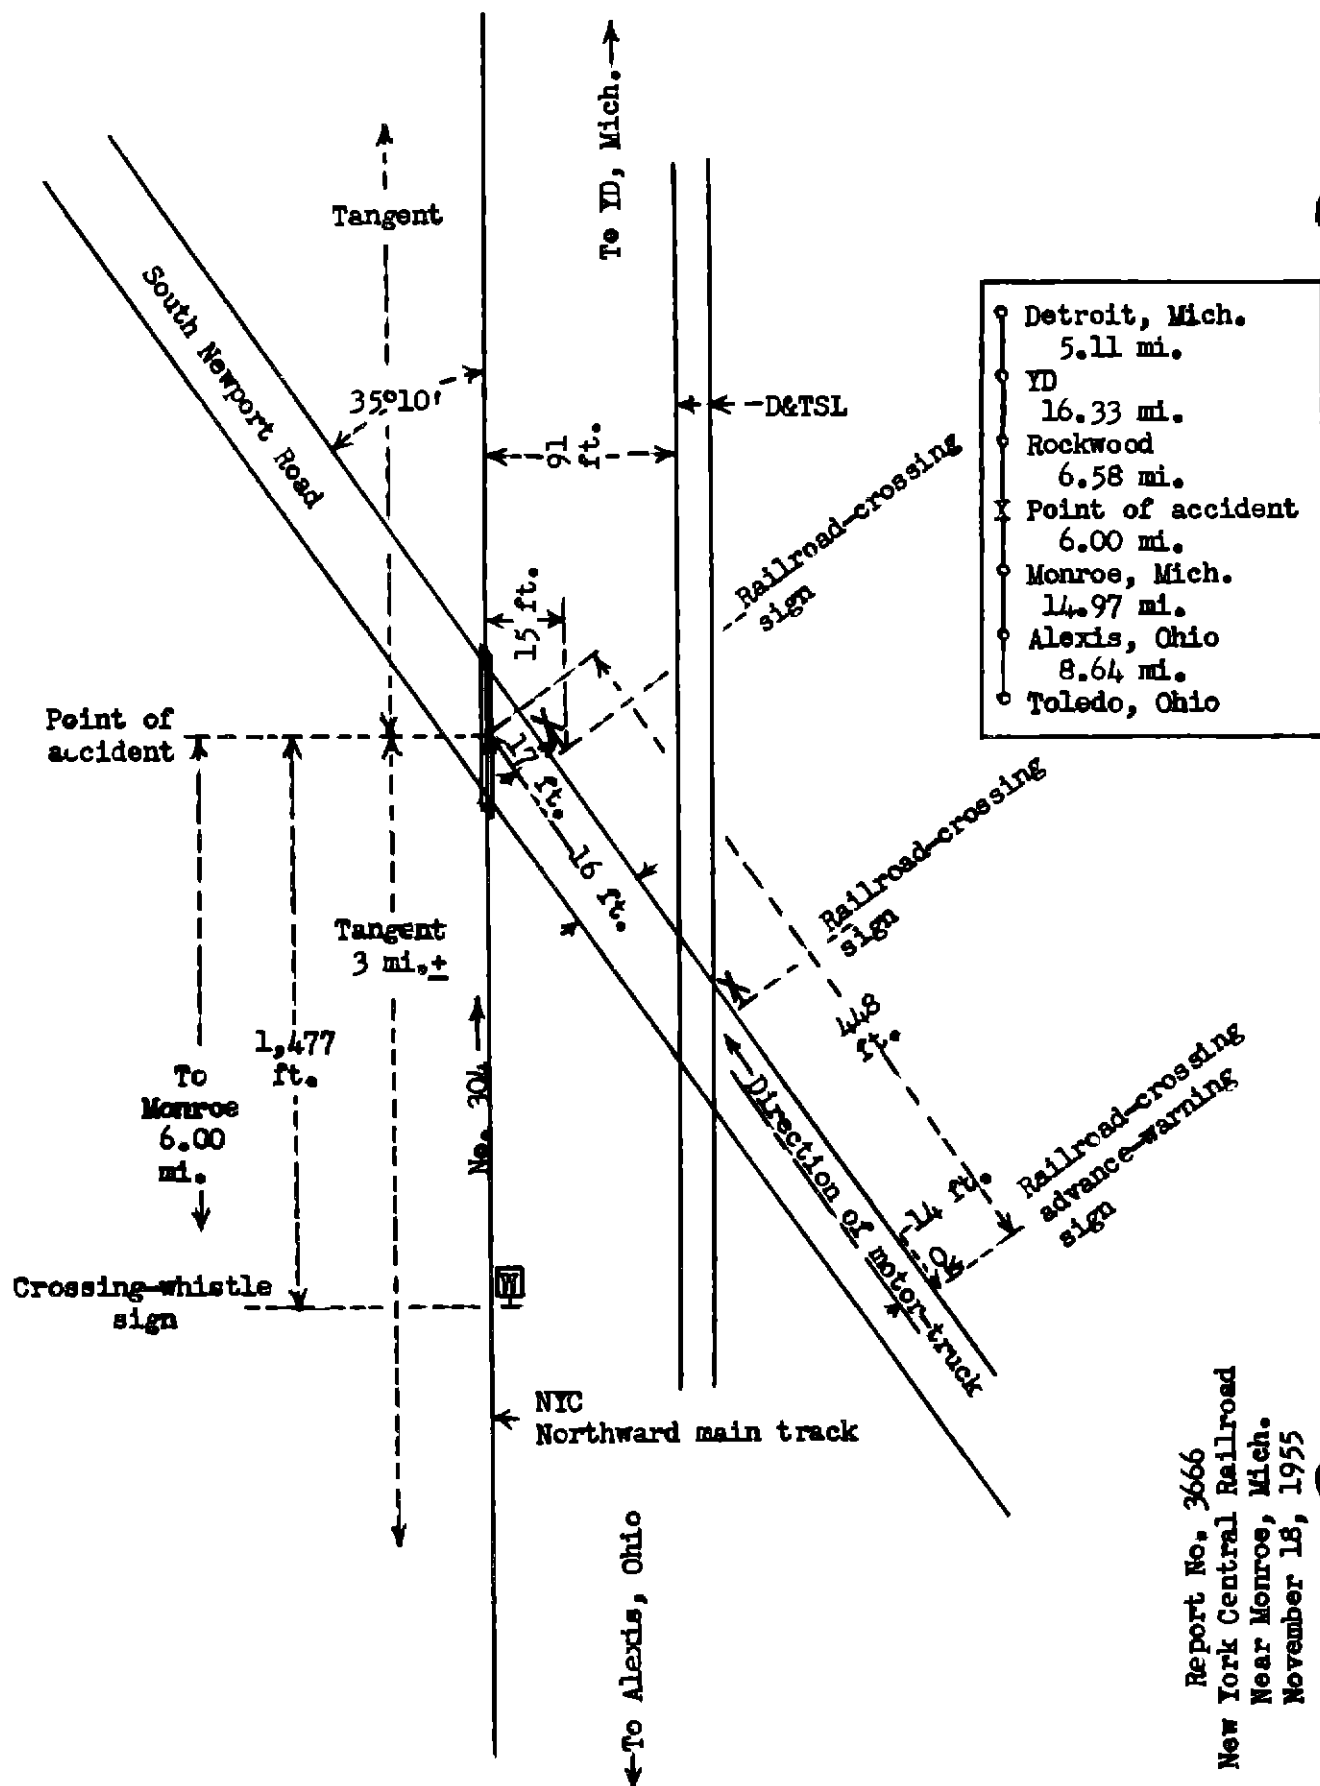 To YD, Mich.
Tangent
South Newport Road
35°10'
91
ft.
D&TSL
Detroit, Mich.
5.11 mi.
YD
16.33 mi.
Rockwood
6.58 mi.
X Point of accident
6.00 mi.
Monroe, Mich.
14.97 mi.
Alexis, Ohio
8.64 mi.
Toledo, Ohio
Railroad-crossing
sign
15 ft.
Point of
accident
17 ft.
16 ft.
Railroad-crossing
sign
Tangent
3 mi.±
1,477
ft.
To
Monroe
6.00
mi.
No. 304
448
ft.
Direction of motor-truck
14 ft.
Railroad-crossing
advance-warning
sign
Crossing-whistle
sign
W
NYC
Northward main track
To Alexis, Ohio
Report No. 3666
New York Central Railroad
Near Monroe, Mich.
November 18, 1955